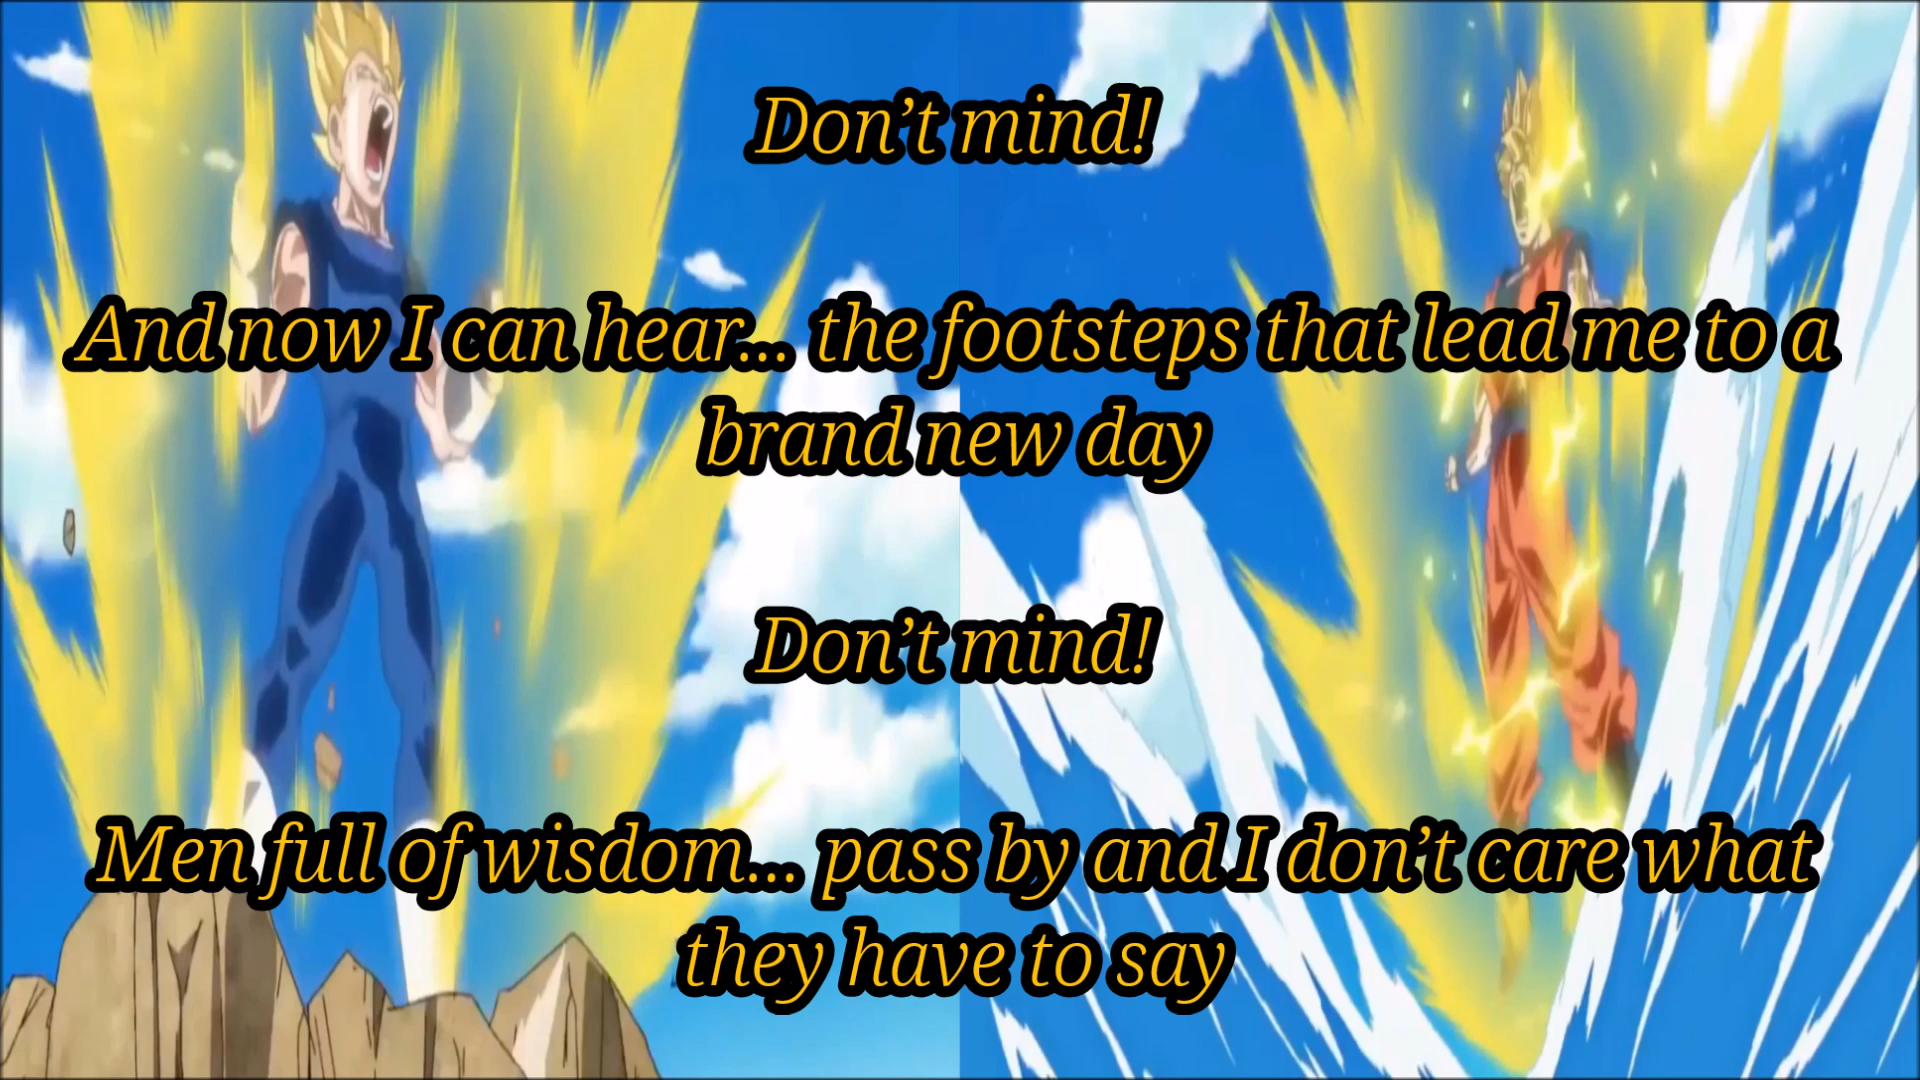 Don’t mind!
And now I can hear... the footsteps that lead me to a
brand new day
Don’t mind!
Men full of wisdom... pass by and I don’t care what
they have to say